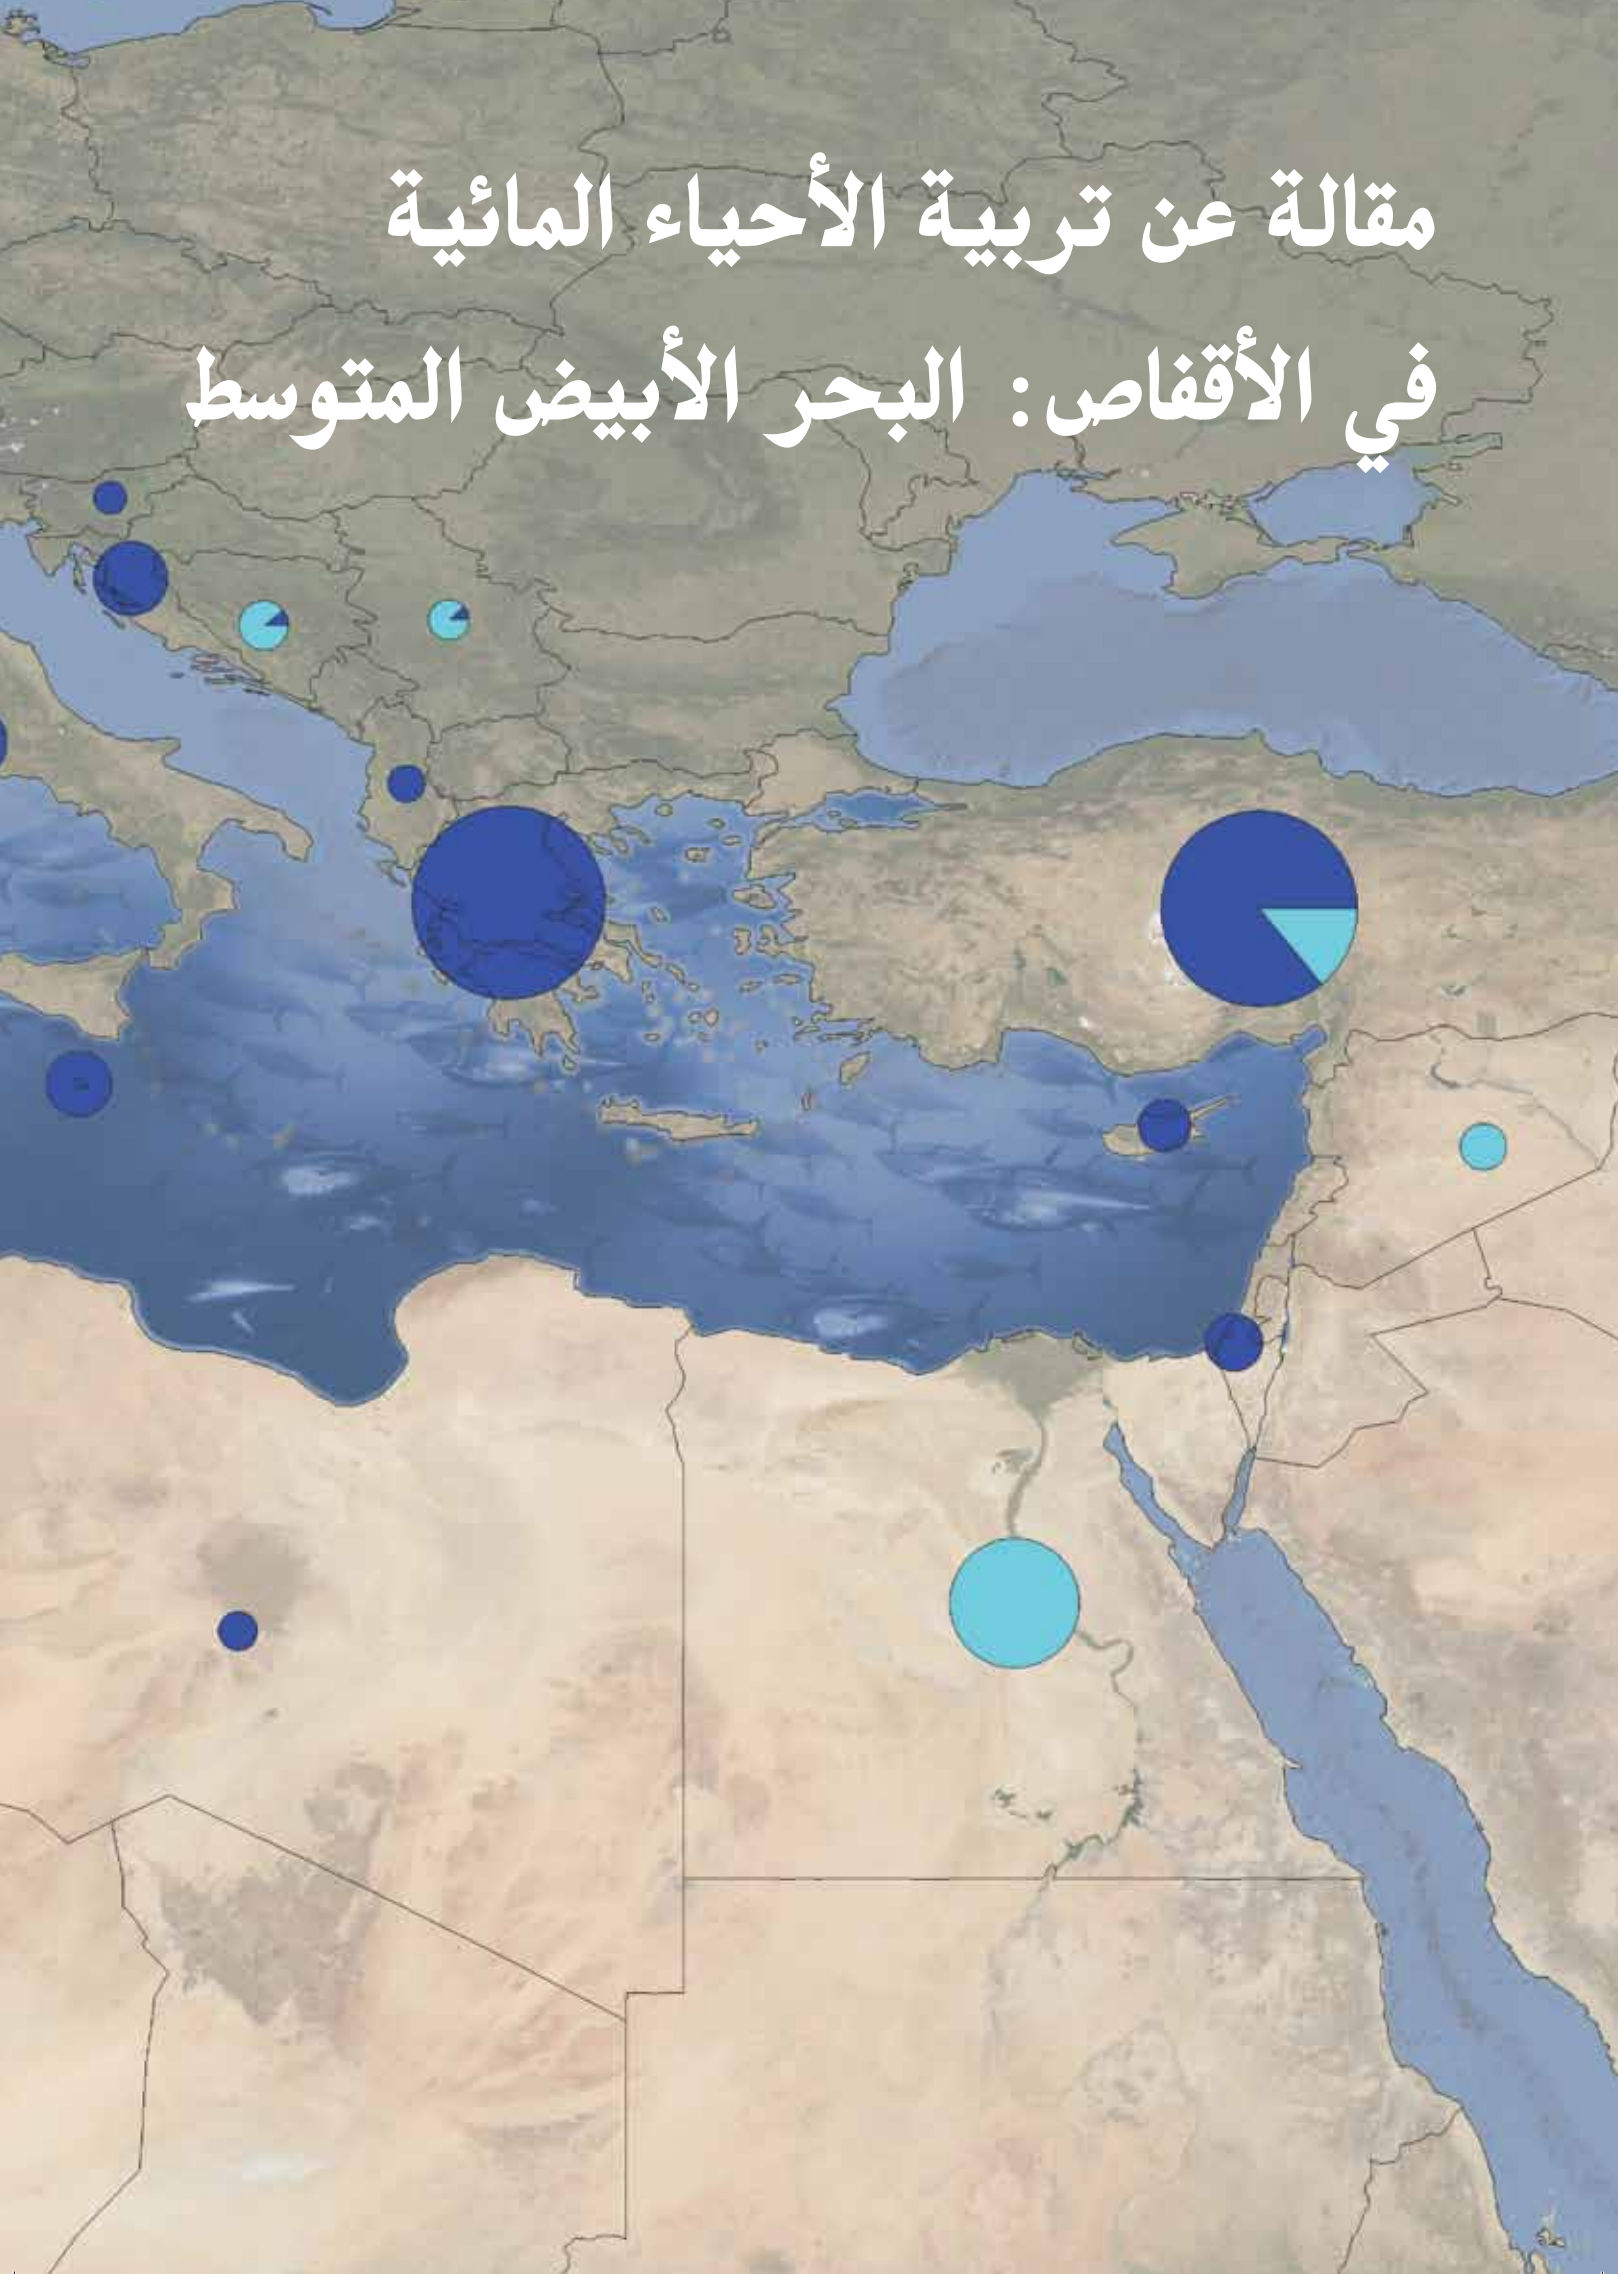 مقالة عن تربية الأحياء المائية
في الأقفاص: البحر الأبيض المتوسط